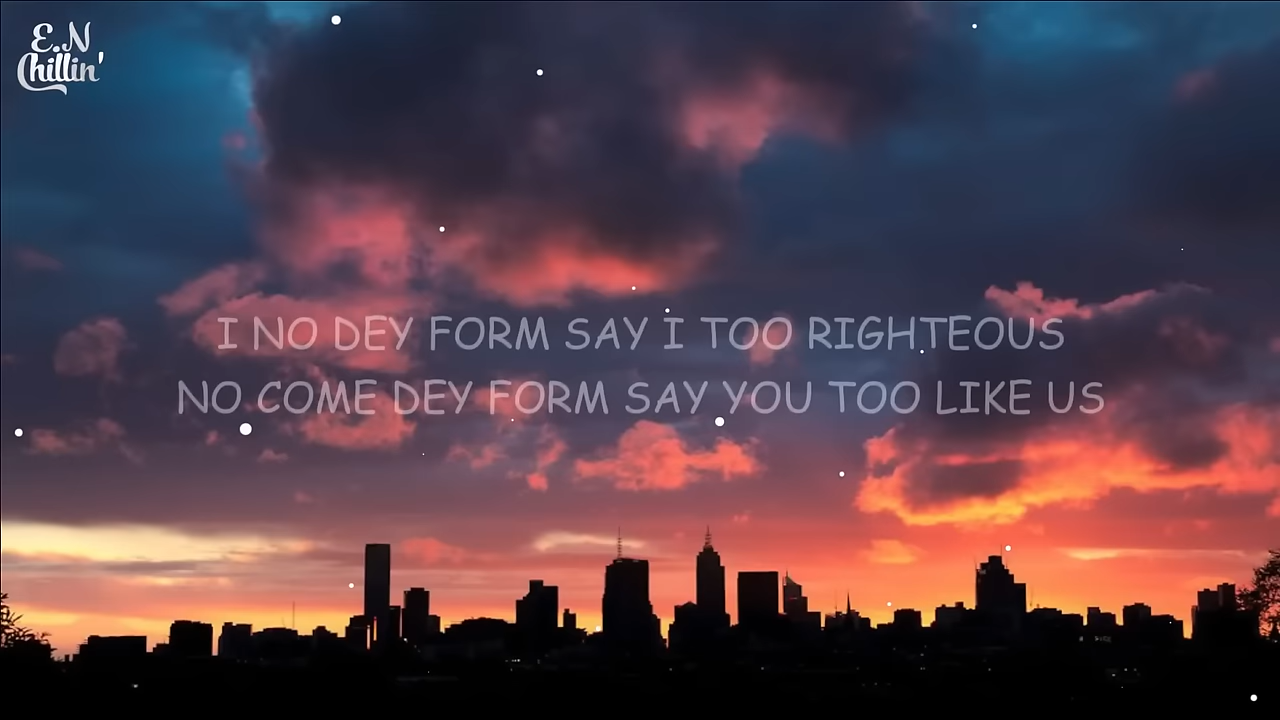 E.N
Chillin'
I NO DEY FORM SAY I TOO RIGHTEOUS
NO COME DEY FORM SAY YOU TOO LIKE US